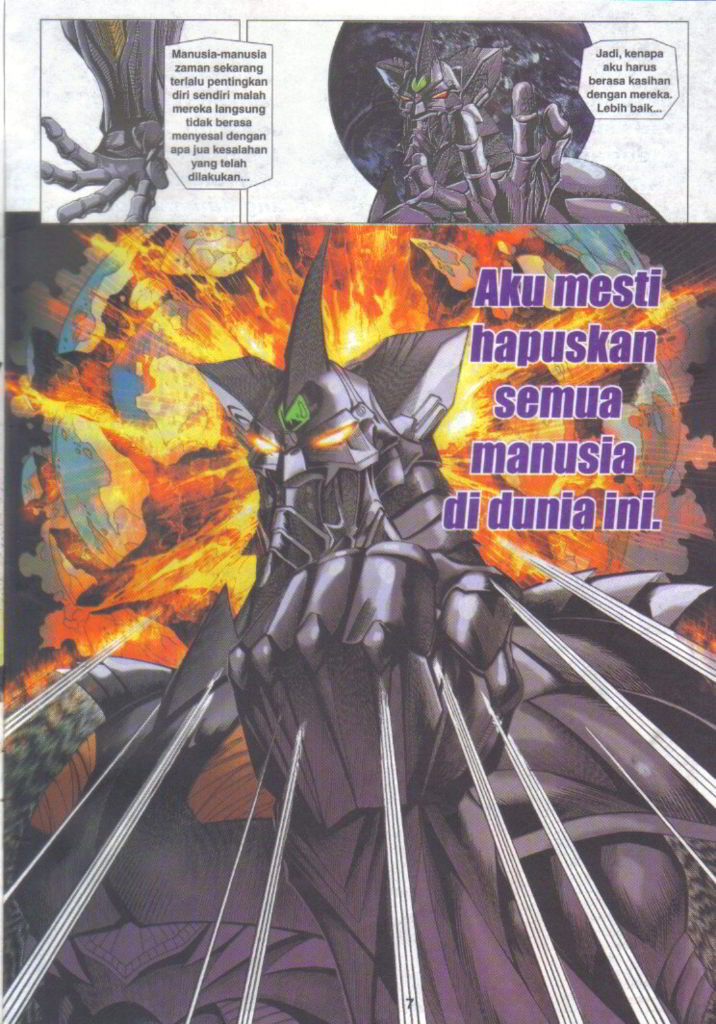 Manusia-manusia
zaman sekarang
terlalu pentingkan
diri sendiri malah
mereka langsung
tidak berasa
menyesal dengan
apa jua kesalahan
yang telah
dilakukan...
Jadi, kenapa
aku harus
berasa kasihan
dengan mereka.
Lebih baik...
Aku mesti
hapuskan
semua
manusia
di dunia ini.
7